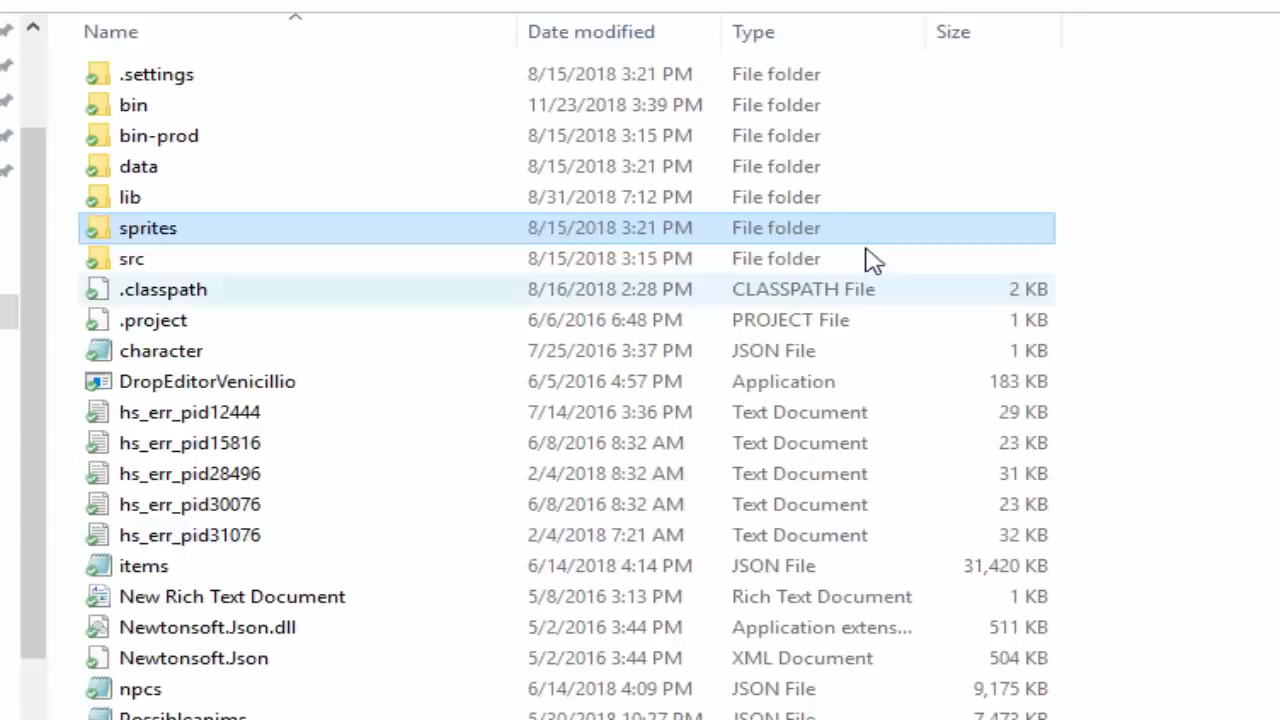 Name Date modified Type Size
.settings 8/15/2018 3:21 PM File folder
bin 11/23/2018 3:39 PM File folder
bin-prod 8/15/2018 3:15 PM File folder
data 8/15/2018 3:21 PM File folder
lib 8/31/2018 7:12 PM File folder
sprites 8/15/2018 3:21 PM File folder
src 8/15/2018 3:15 PM File folder
.classpath 8/16/2018 2:28 PM CLASSPATH File 2 KB
.project 6/6/2016 6:48 PM PROJECT File 1 KB
character 7/25/2016 3:37 PM JSON File 1 KB
DropEditorVenicillio 6/5/2016 4:57 PM Application 183 KB
hs_err_pid12444 7/14/2016 3:36 PM Text Document 29 KB
hs_err_pid15816 6/8/2016 8:32 AM Text Document 23 KB
hs_err_pid28496 2/4/2018 8:32 AM Text Document 31 KB
hs_err_pid30076 6/8/2016 8:32 AM Text Document 23 KB
hs_err_pid31076 2/4/2018 7:21 AM Text Document 32 KB
items 6/14/2018 4:14 PM JSON File 31,420 KB
New Rich Text Document 5/8/2016 3:13 PM Rich Text Document 1 KB
Newtonsoft.Json.dll 5/2/2016 3:44 PM Application extens... 511 KB
Newtonsoft.Json 5/2/2016 3:44 PM XML Document 504 KB
npcs 6/14/2018 4:09 PM JSON File 9,175 KB
Possibleanims 5/30/2018 10:27 PM JSON File 7,473 KB